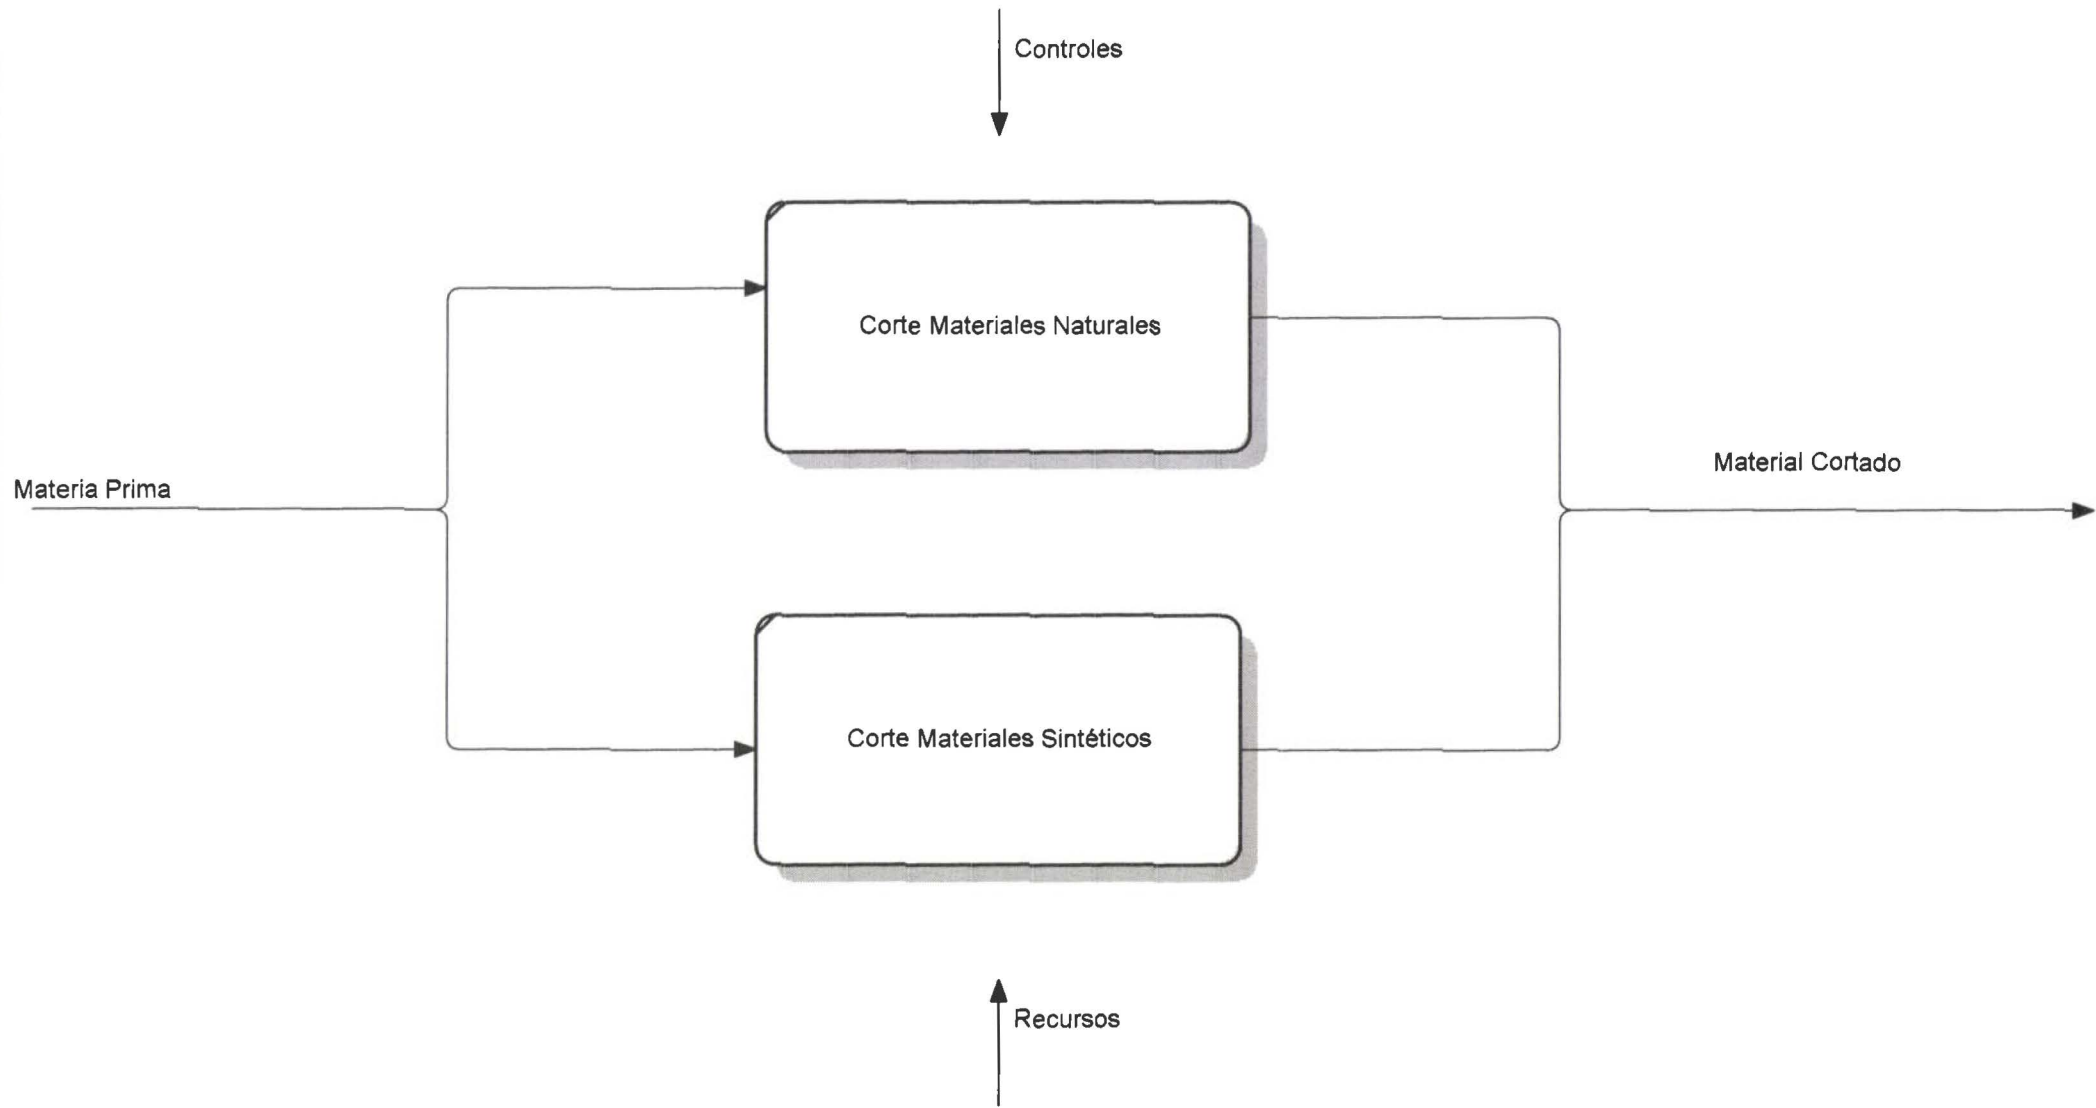 Controles
Corte Materiales Naturales
Material Cortado
Materia Prima
Corte Materiales Sintéticos
Recursos